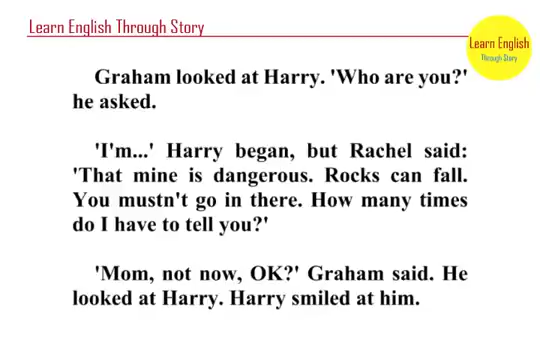 Learn English Through Story
Learn English
Through Story
Graham looked at Harry. 'Who are you?'
he asked.
'I'm...' Harry began, but Rachel said:
'That mine is dangerous. Rocks can fall.
You mustn't go in there. How many times
do I have to tell you?'
'Mom, not now, OK?' Graham said. He
looked at Harry. Harry smiled at him.